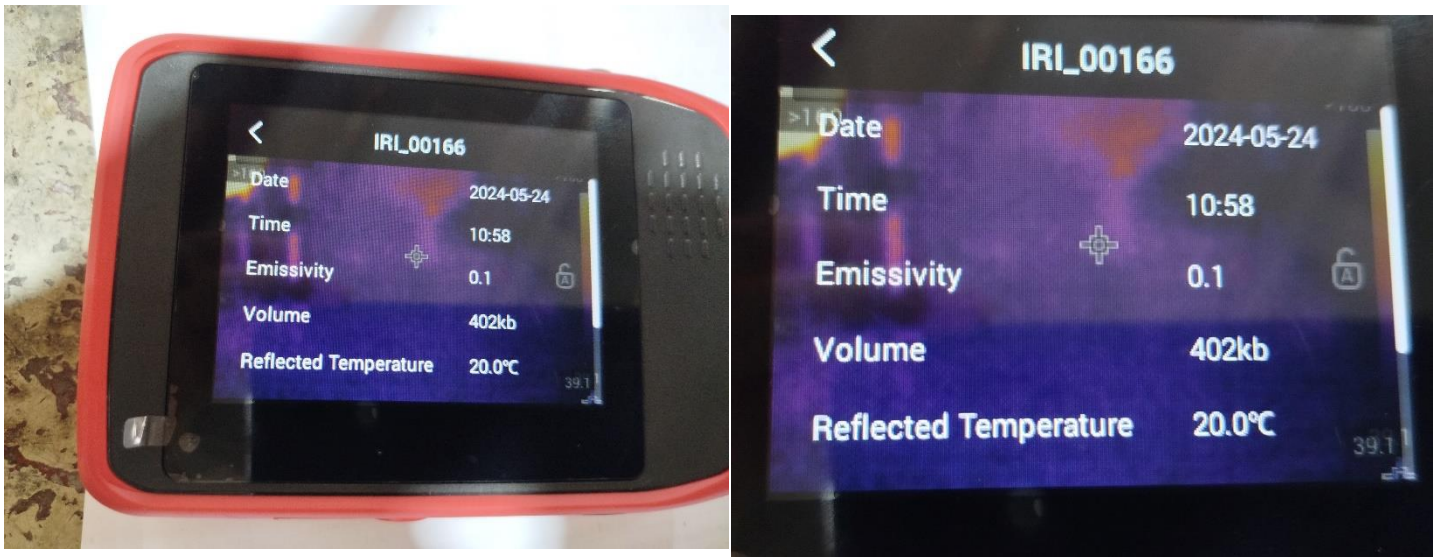 IRI_00166
Date 2024-05-24
Time 10:58
Emissivity 0.1
Volume 402kb
Reflected Temperature 20.0℃
39.1
IRI_00166
Date 2024-05-24
Time 10:58
A
Emissivity 0.1
Volume 402kb
Reflected Temperature 20.0℃
39.1